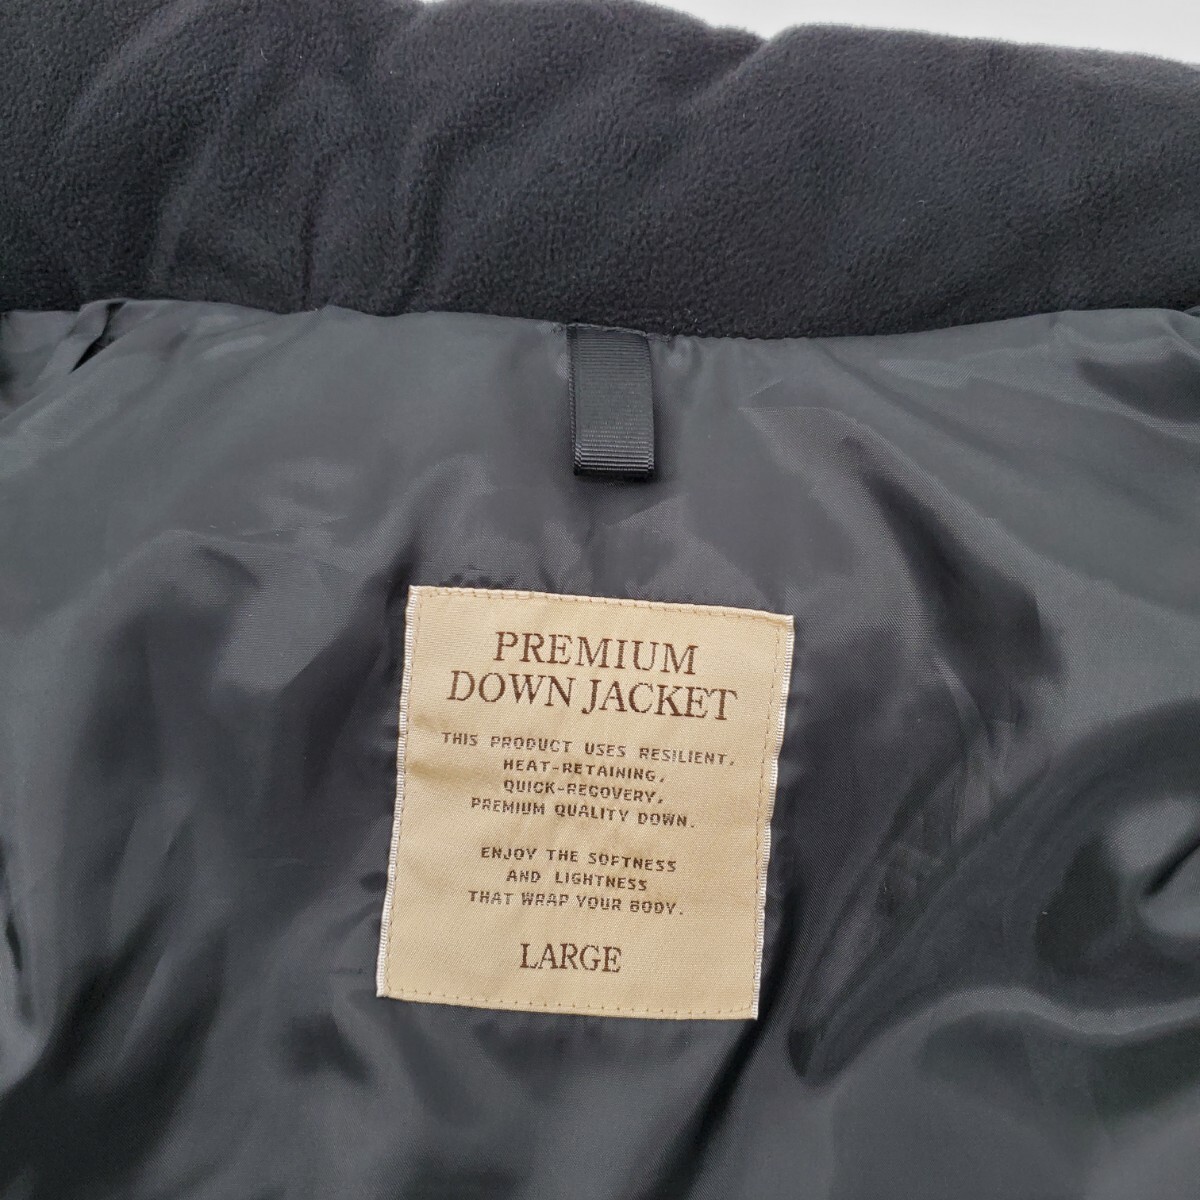 PREMIUM
DOWN JACKET
THIS PRODUCT USES RESILIENT,
HEAT-RETAINING,
QUICK-RECOVERY,
PREMIUM QUALITY DOWN.
ENJOY THE SOFTNESS
AND LIGHTNESS
THAT WRAP YOUR BODY.
LARGE